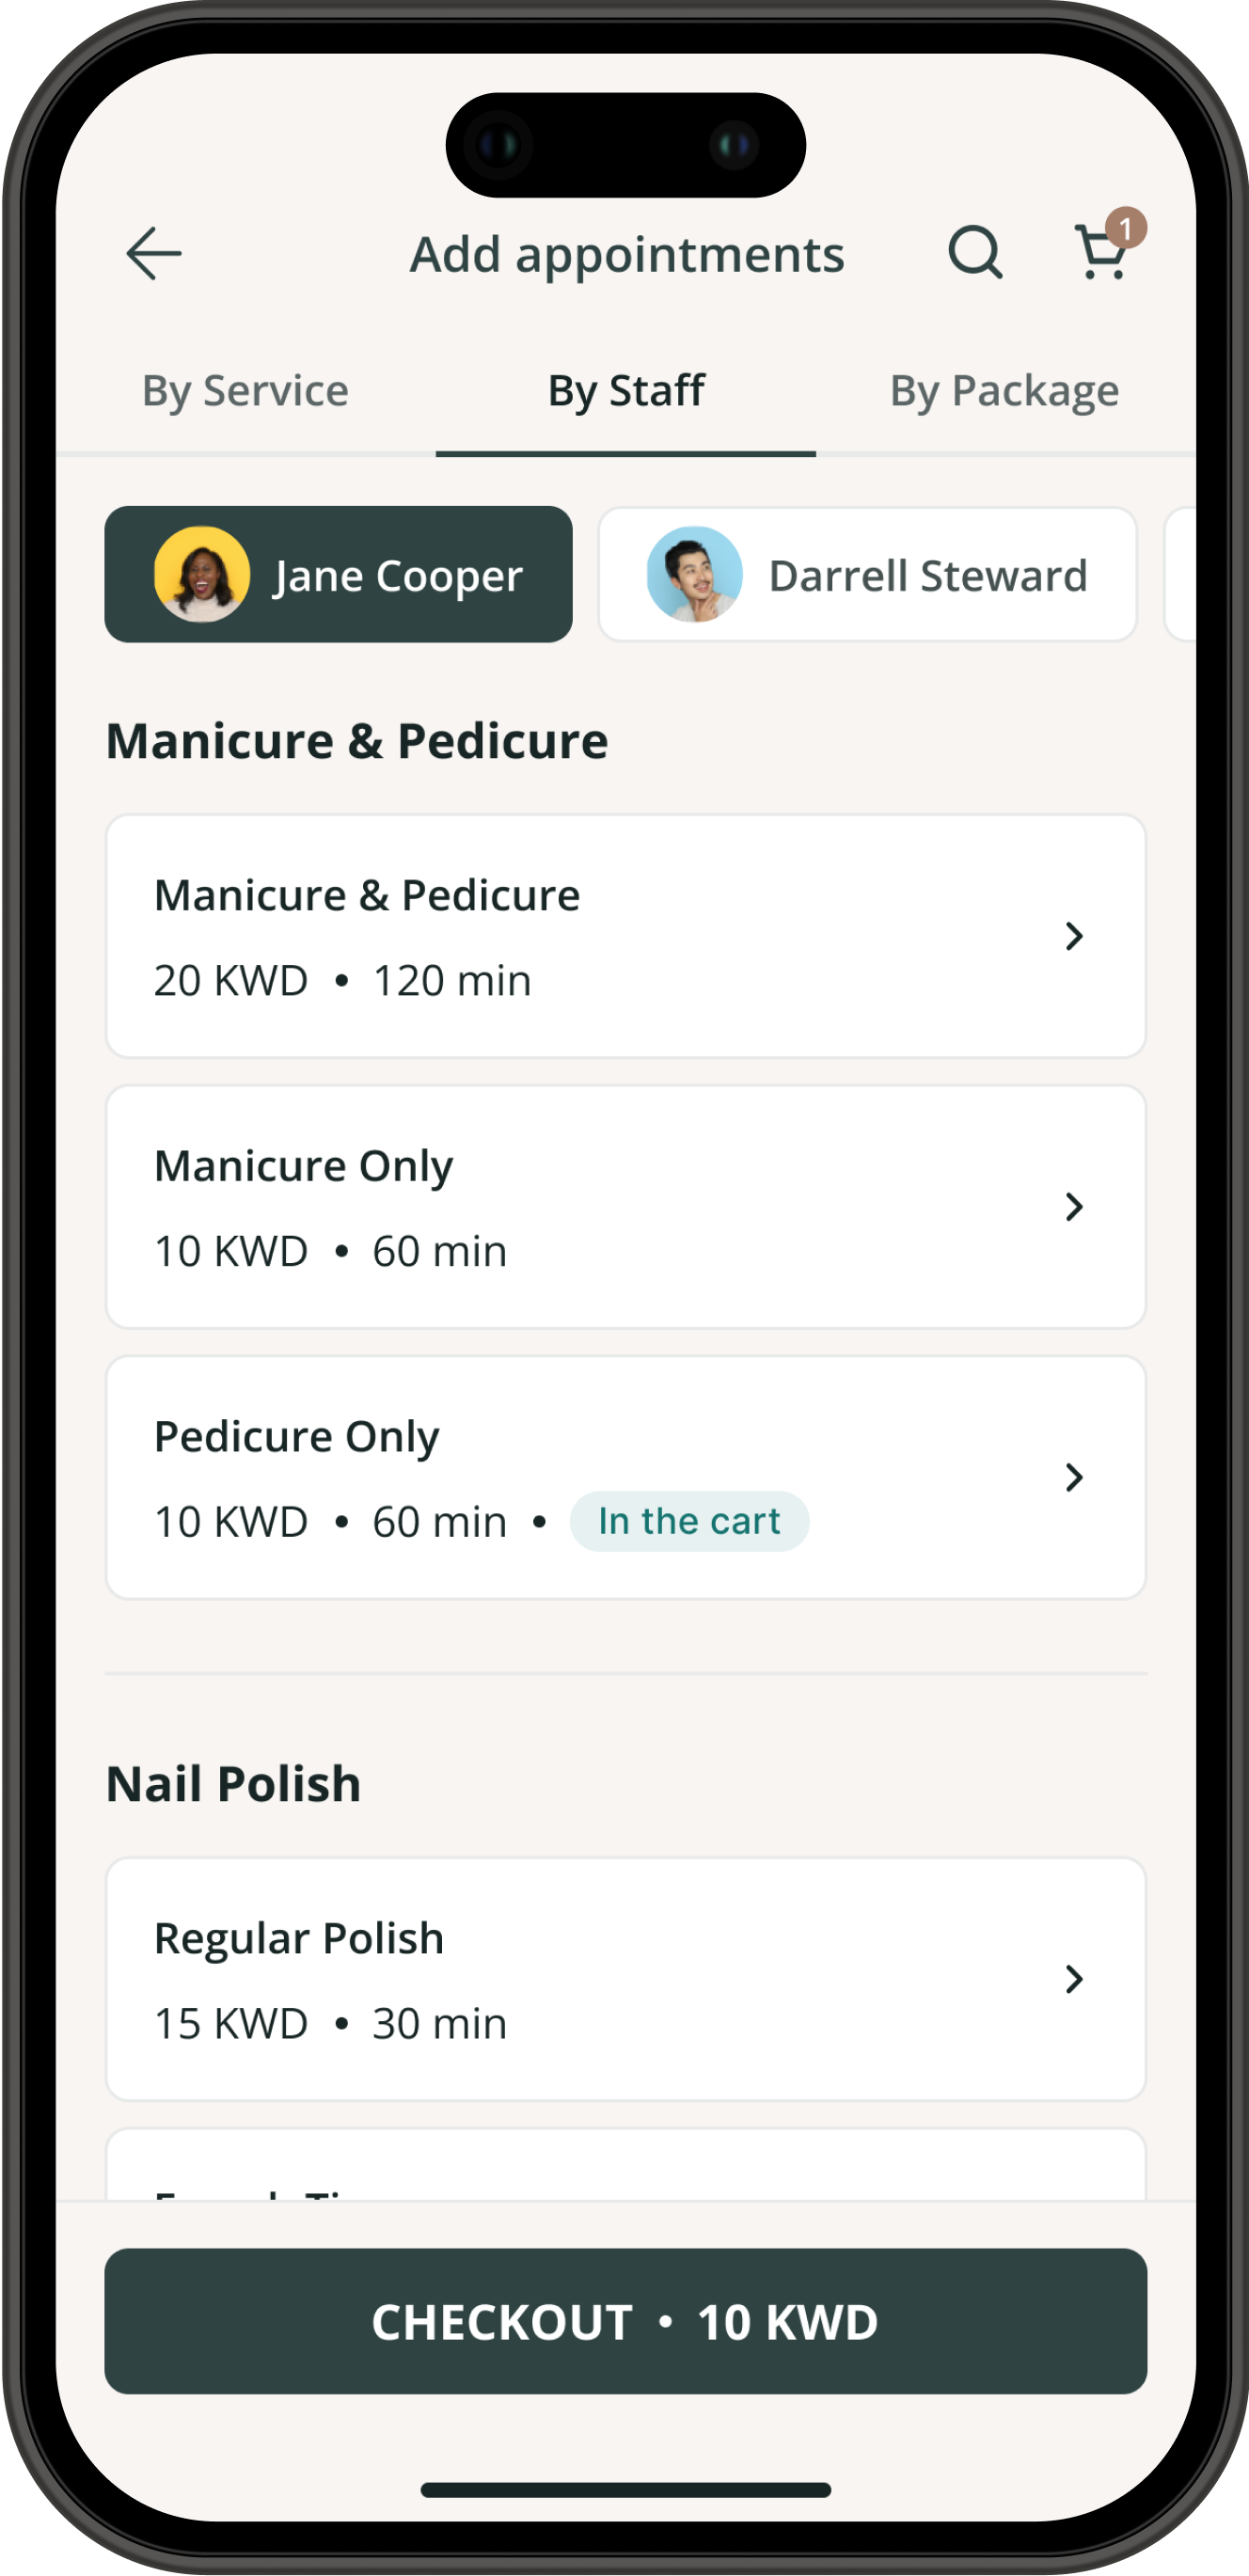 Add appointments
1
By Service
By Staff
By Package
Jane Cooper
Darrell Steward
Manicure & Pedicure
Manicure & Pedicure
20 KWD • 120 min
Manicure Only
10 KWD • 60 min
Pedicure Only
10 KWD • 60 min • In the cart
Nail Polish
Regular Polish
15 KWD • 30 min
CHECKOUT • 10 KWD